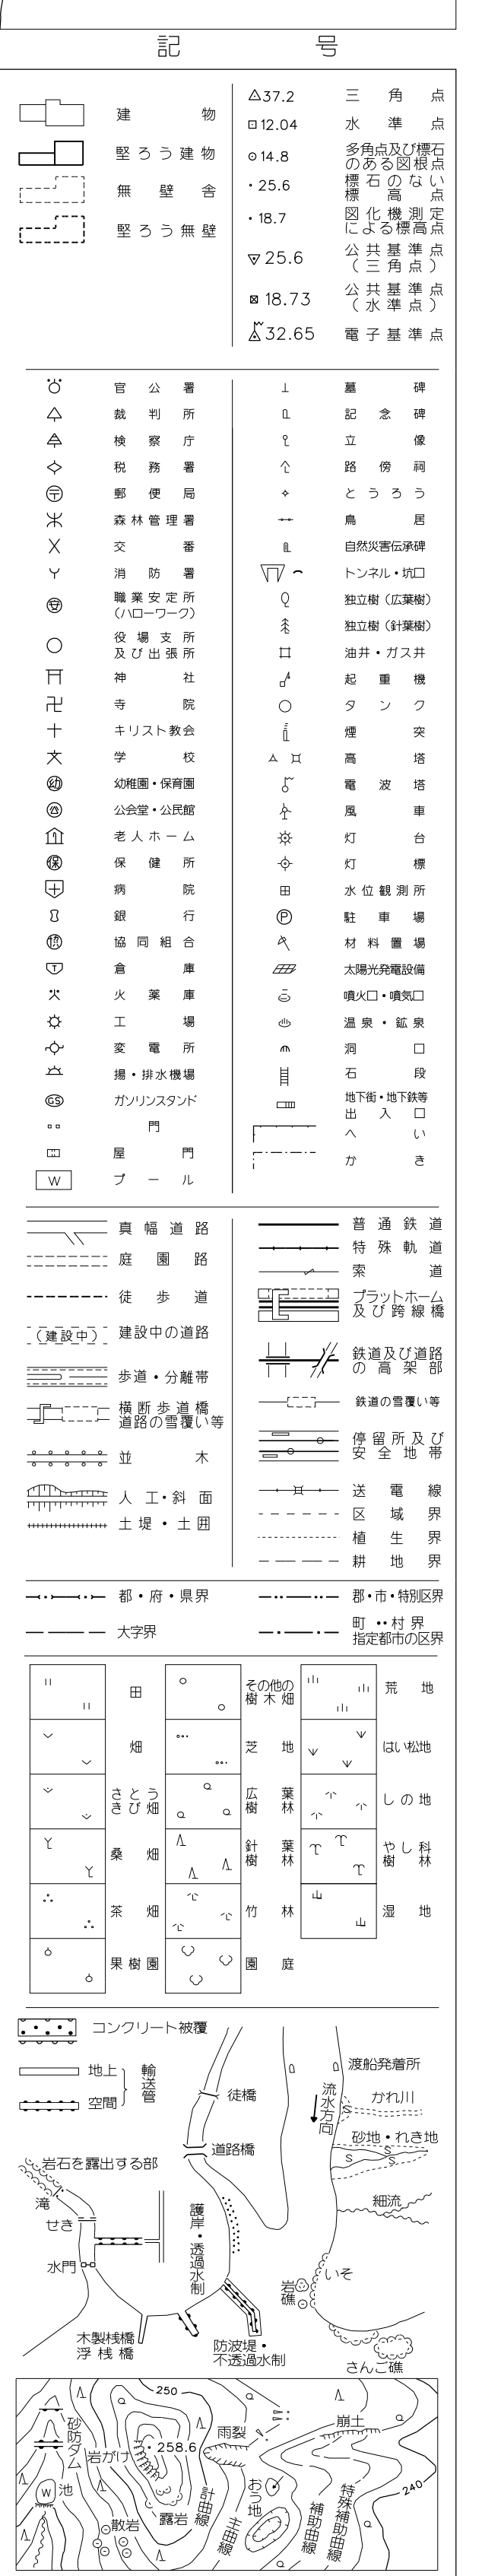 記号
建物
堅ろう建物
無壁舎
堅ろう無壁
37.2 三角点
12.04 水準点
14.8 多角点及び標石
のある図根点
25.6 標石のない
標高点
18.7 図化機測定
による標高点
25.6 公共基準点
(三角点)
18.73 公共基準点
(水準点)
32.65 電子基準点
官公署
裁判所
検察庁
税務署
郵便局
森林管理署
交番
消防署
職業安定所
(ハローワーク)
役場支所
及び出張所
神社
寺院
キリスト教会
文 学校
幼 幼稚園・保育園
公 公会堂・公民館
老人ホーム
保 保健所
病院
銀行
協 協同組合
T 倉庫
火 火薬庫
工場
変電所
揚・排水機場
GS ガソリンスタンド
門
屋門
W プール
墓碑
記念碑
立像
路傍祠
とうろう
鳥居
自然災害伝承碑
トンネル・坑口
独立樹(広葉樹)
独立樹(針葉樹)
油井・ガス井
起重機
タンク
煙突
高塔
電波塔
風車
灯台
灯標
水位観測所
P 駐車場
材料置場
太陽光発電設備
噴火口・噴気口
温泉・鉱泉
洞口
石段
地下街・地下鉄等
出入口
へい
かき
真幅道路
庭園路
徒歩道
(建設中) 建設中の道路
歩道・分離帯
横断歩道橋
道路の雪覆い等
並木
人工・斜面
土堤・土囲
普通鉄道
特殊軌道
索道
プラットホーム
及び跨線橋
鉄道及び道路
の高架部
鉄道の雪覆い等
停留所及び
安全地帯
送電線
区域界
植生界
耕地界
都・府・県界
大字界
郡・市・特別区界
町・・村界
指定都市の区界
田
畑
さとう
きび畑
桑畑
茶畑
果樹園
その他の
樹木畑
芝地
広葉
樹林
針葉
樹林
竹林
園庭
荒地
はい松地
しの地
やし科
樹林
湿地
コンクリート被覆
地上
空間
輸送管
徒橋
道路橋
渡船発着所
流水方向
かれ川
S
砂地・れき地
S
S
細流
岩石を露出する部
滝
せき
水門
護岸・透過水制
岩礁
いそ
木製桟橋
浮桟橋
防波堤・
不透過水制
さんご礁
250
砂防ダム
岩がけ
258.6
雨裂
崩土
W 池
散岩
露岩
計曲線
主曲線
おう地
補助曲線
特殊補助曲線
240